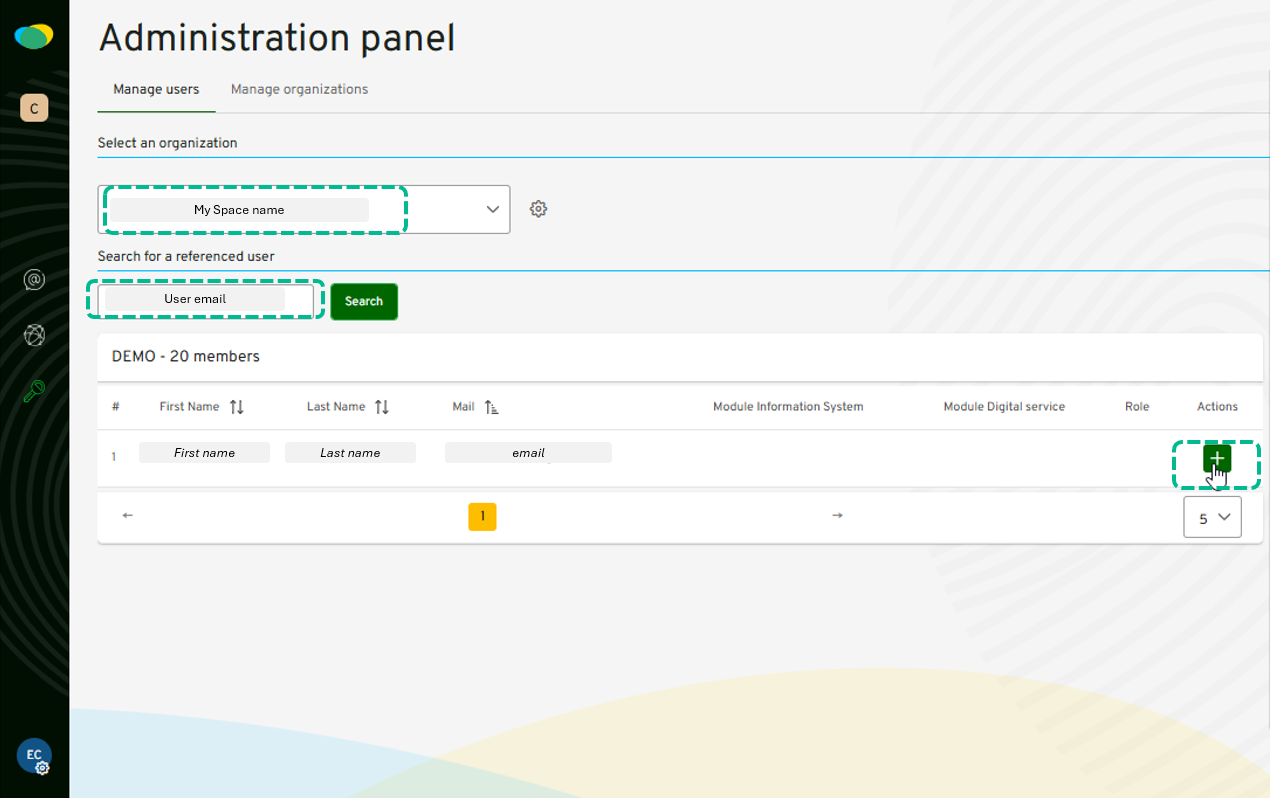 Administration panel
C
Manage users Manage organizations
Select an organization
My Space name
Search for a referenced user
User email Search
DEMO - 20 members
# First Name Last Name Mail Module Information System Module Digital service Role Actions
1 First name Last name email +
← 1 → 5
EC